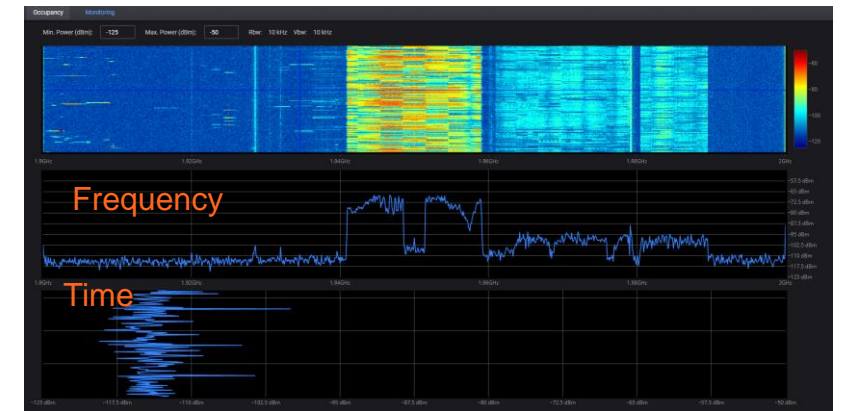 Occupancy Monitoring
Min. Power (dBm): -125 Max. Power (dBm): -50 Rbw: 10 kHz Vbw: 10 kHz
-60
-80
-100
-120
1.9GHz 1.92GHz 1.94GHz 1.96GHz 1.98GHz 2GHz
Frequency
-57.5 dBm
-65 dBm
-72.5 dBm
-80 dBm
-87.5 dBm
-95 dBm
-102.5 dBm
-110 dBm
-117.5 dBm
-125 dBm
1.9GHz 1.92GHz 1.94GHz 1.96GHz 1.98GHz 2GHz
Time
-125 dBm -117.5 dBm -110 dBm -102.5 dBm -95 dBm -87.5 dBm -80 dBm -72.5 dBm -65 dBm -57.5 dBm -50 dBm